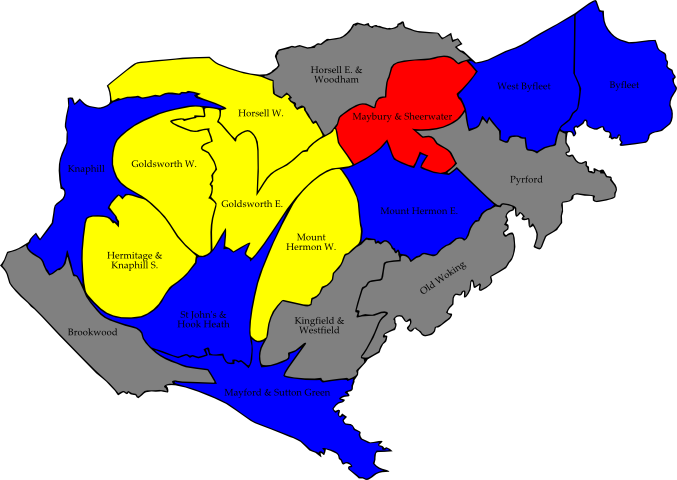 Horsell E. &
Woodham
West Byfleet
Byfleet
Horsell W.
Maybury & Sheerwater
Knaphill
Goldsworth W.
Pyrford
Goldsworth E.
Mount Hermon E.
Mount
Hermon W.
Hermitage &
Knaphill S.
Old Woking
St John's &
Hook Heath
Kingfield &
Westfield
Brookwood
Mayford & Sutton Green